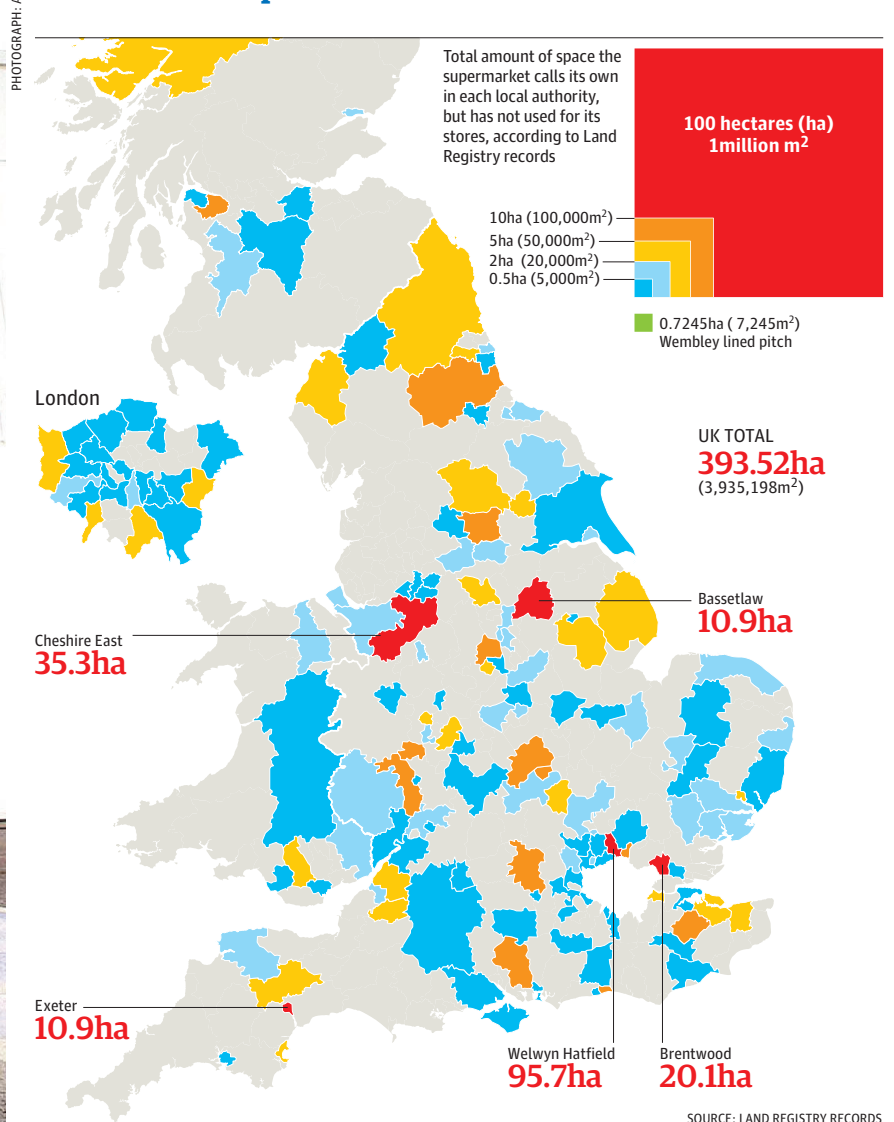 PHOTOGRAPH: A
Total amount of space the
supermarket calls its own
in each local authority,
but has not used for its
stores, according to Land
Registry records
100 hectares (ha)
1million m2
10ha (100,000m2)
5ha (50,000m2)
2ha (20,000m2)
0.5ha (5,000m2)
0.7245ha ( 7,245m2)
Wembley lined pitch
London
UK TOTAL
393.52ha
(3,935,198m2)
Bassetlaw
10.9ha
Cheshire East
35.3ha
Exeter
10.9ha
Welwyn Hatfield
95.7ha
Brentwood
20.1ha
SOURCE: LAND REGISTRY RECORDS